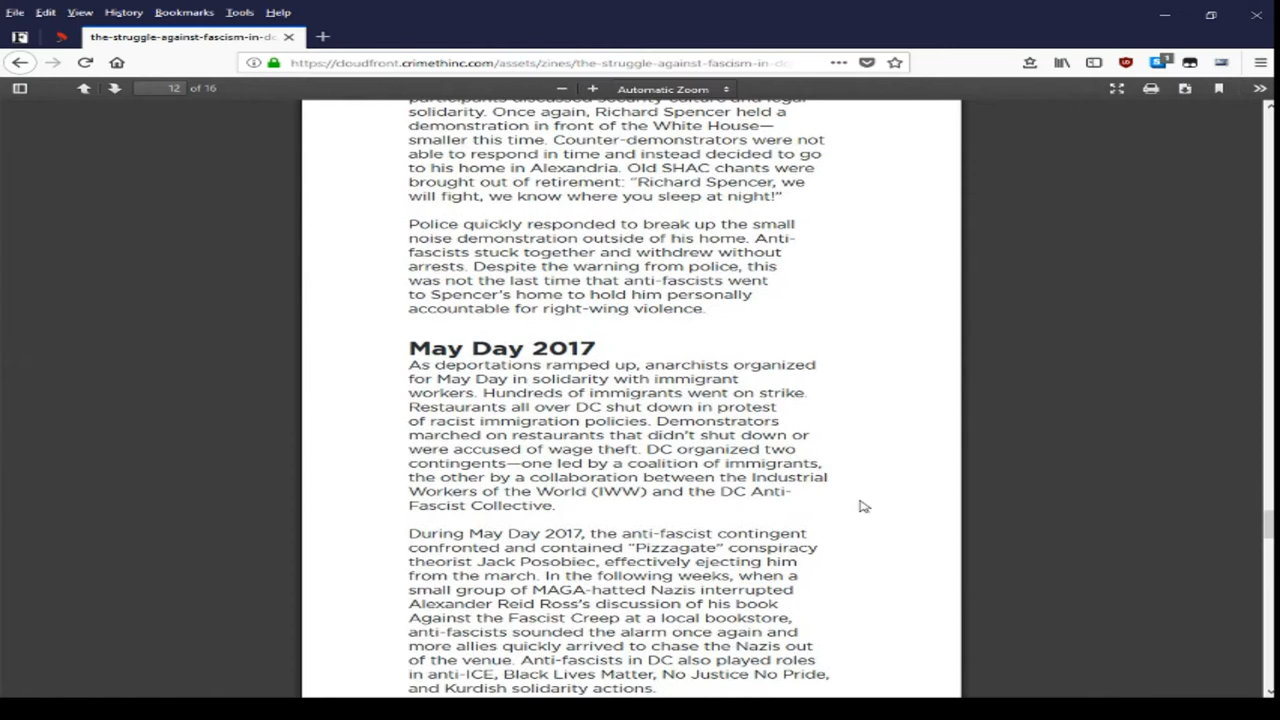 File Edit View History Bookmarks Tools Help
the-struggle-against-fascism-in-dc
https://cloudfront.crimethinc.com/assets/zines/the-struggle-against-fascism-in-dc
12 of 16
Automatic Zoom
participants discussed security culture and legal
solidarity. Once again, Richard Spencer held a
demonstration in front of the White House—
smaller this time. Counter-demonstrators were not
able to respond in time and instead decided to go
to his home in Alexandria. Old SHAC chants were
brought out of retirement: “Richard Spencer, we
will fight, we know where you sleep at night!”
Police quickly responded to break up the small
noise demonstration outside of his home. Anti-
fascists stuck together and withdrew without
arrests. Despite the warning from police, this
was not the last time that anti-fascists went
to Spencer’s home to hold him personally
accountable for right-wing violence.
May Day 2017
As deportations ramped up, anarchists organized
for May Day in solidarity with immigrant
workers. Hundreds of immigrants went on strike.
Restaurants all over DC shut down in protest
of racist immigration policies. Demonstrators
marched on restaurants that didn’t shut down or
were accused of wage theft. DC organized two
contingents—one led by a coalition of immigrants,
the other by a collaboration between the Industrial
Workers of the World (IWW) and the DC Anti-
Fascist Collective.
During May Day 2017, the anti-fascist contingent
confronted and contained “Pizzagate” conspiracy
theorist Jack Posobiec, effectively ejecting him
from the march. In the following weeks, when a
small group of MAGA-hatted Nazis interrupted
Alexander Reid Ross’s discussion of his book
Against the Fascist Creep at a local bookstore,
anti-fascists sounded the alarm once again and
more allies quickly arrived to chase the Nazis out
of the venue. Anti-fascists in DC also played roles
in anti-ICE, Black Lives Matter, No Justice No Pride,
and Kurdish solidarity actions.